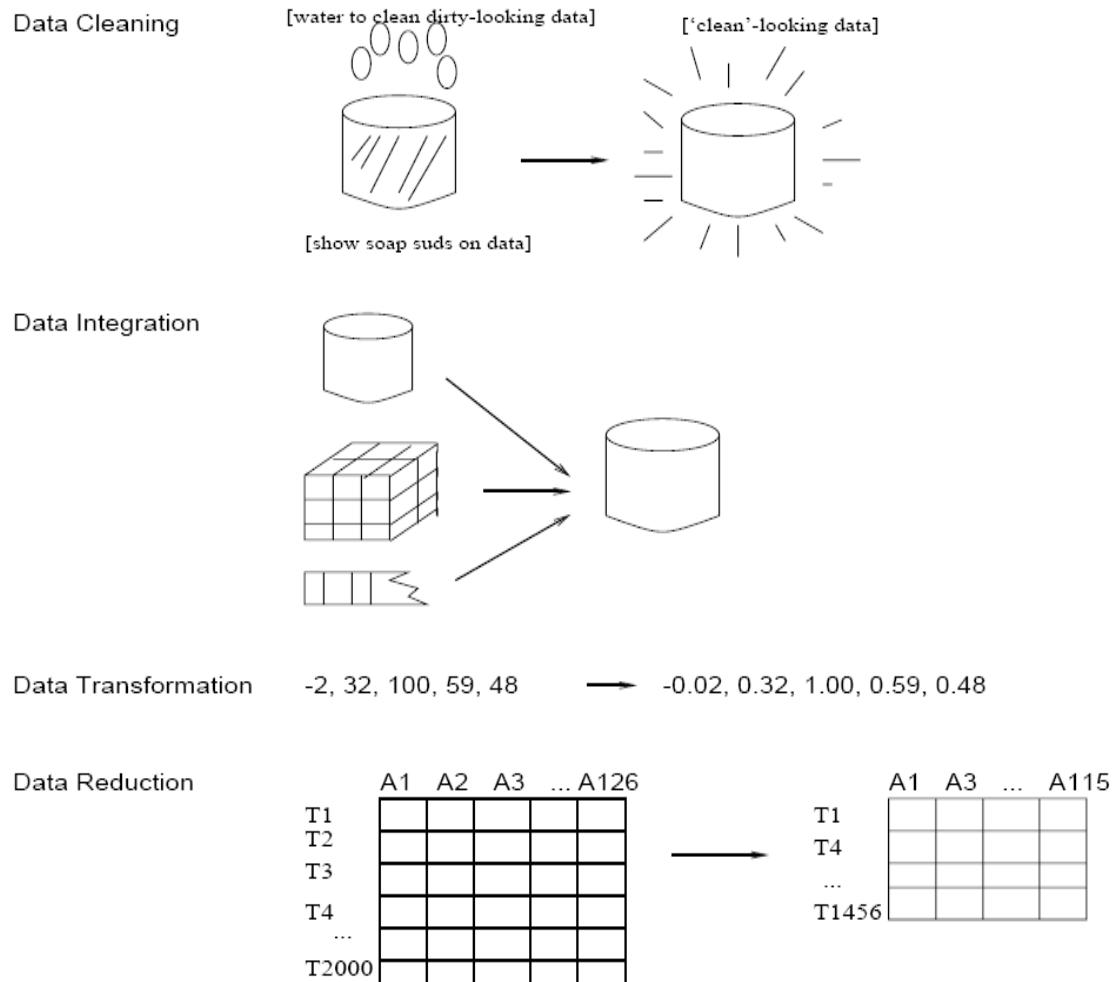 Data Cleaning
[water to clean dirty-looking data]
['clean'-looking data]
[show soap suds on data]
Data Integration
Data Transformation -2, 32, 100, 59, 48 -0.02, 0.32, 1.00, 0.59, 0.48
Data Reduction
A1 A2 A3 ... A126
T1
T2
T3
T4
...
T2000
A1 A3 ... A115
T1
T4
...
T1456